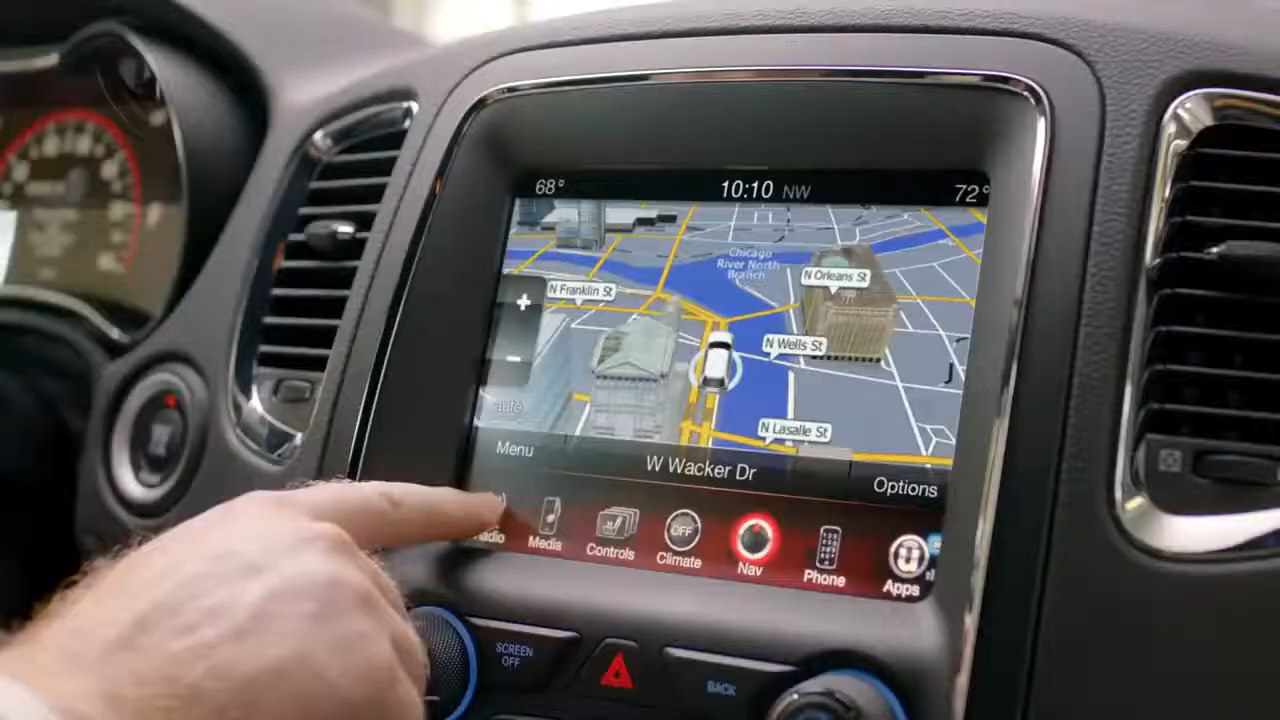 68°
10:10 NW
72°
Chicago
River North
Branch
N Orleans St
N Franklin St
+
N Wells St
-
auto
N Lasalle St
Menu
W Wacker Dr
Options
Media
Controls
OFF
Climate
Nav
Phone
Apps
SCREEN
OFF
BACK